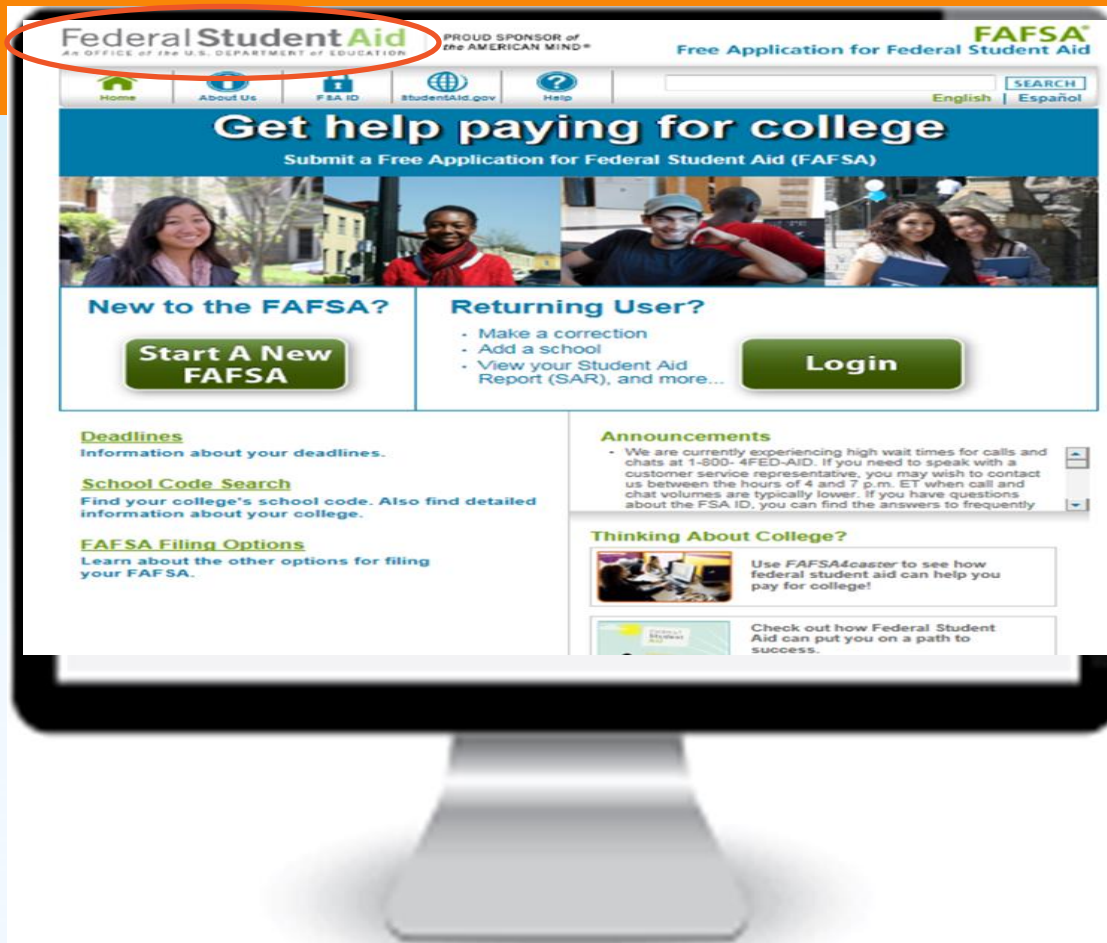 Federal Student Aid
An OFFICE of the U.S. DEPARTMENT of EDUCATION
PROUD SPONSOR of
the AMERICAN MIND®
FAFSA®
Free Application for Federal Student Aid
Home
About Us
FSA ID
StudentAid.gov
Help
SEARCH
English | Español
Get help paying for college
Submit a Free Application for Federal Student Aid (FAFSA)
New to the FAFSA?
Start A New
FAFSA
Returning User?
• Make a correction
• Add a school
• View your Student Aid
Report (SAR), and more...
Login
Deadlines
Information about your deadlines.
School Code Search
Find your college's school code. Also find detailed
information about your college.
FAFSA Filing Options
Learn about the other options for filing
your FAFSA.
Announcements
• We are currently experiencing high wait times for calls and
chats at 1-800- 4FED-AID. If you need to speak with a
customer service representative, you may wish to contact
us between the hours of 4 and 7 p.m. ET when call and
chat volumes are typically lower. If you have questions
about the FSA ID, you can find the answers to frequently
Thinking About College?
Use FAFSA4caster to see how
federal student aid can help you
pay for college!
Check out how Federal Student
Aid can put you on a path to
success.